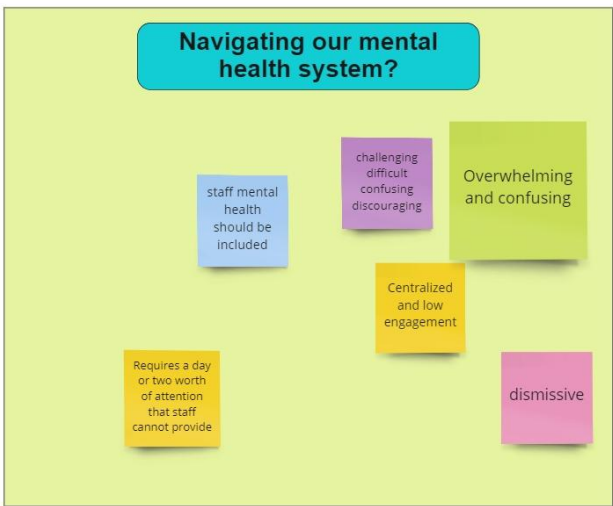 Navigating our mental
health system?
challenging
difficult
confusing
discouraging
Overwhelming
and confusing
staff mental
health
should be
included
Centralized
and low
engagement
Requires a day
or two worth
of attention
that staff
cannot provide
dismissive